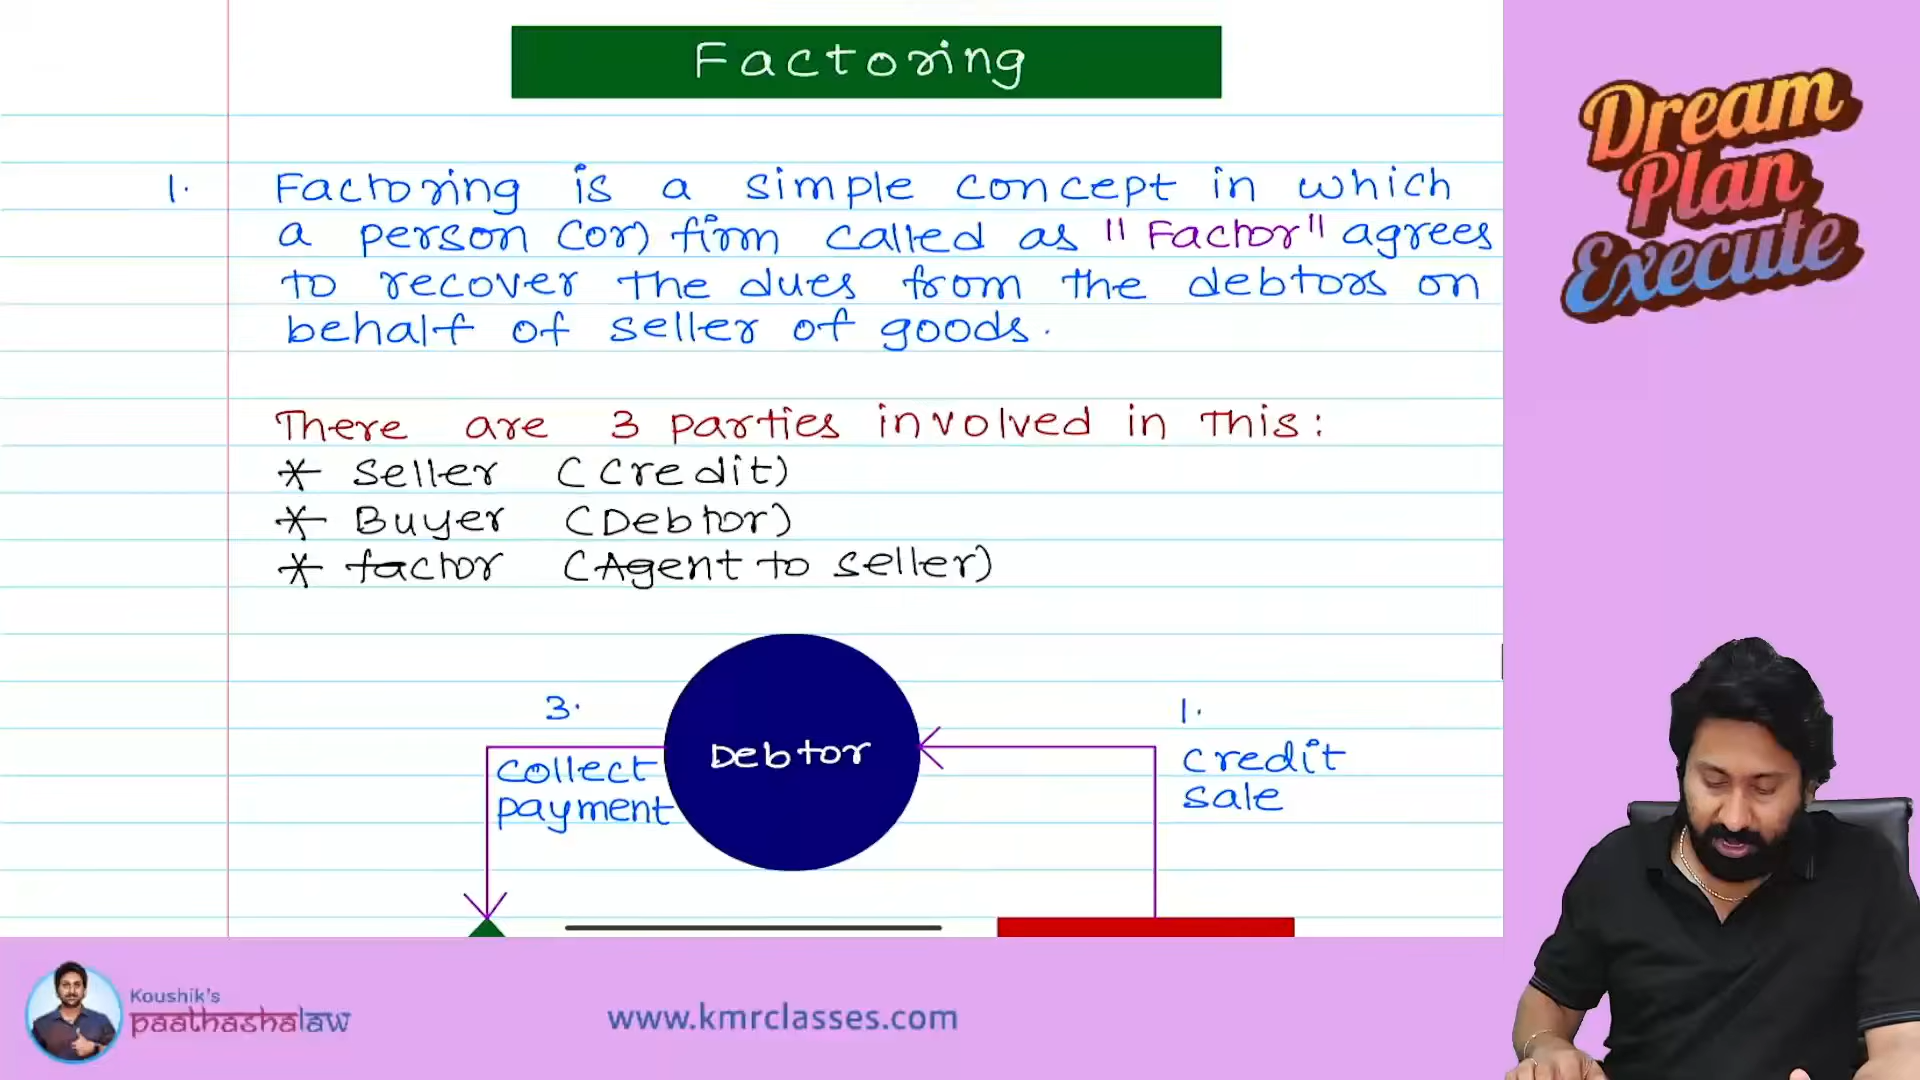 Factoring
Dream
Plan
Execute
1. Factoring is a simple concept in which
a person (or) firm called as "Factor" agrees
to recover the dues from the debtors on
behalf of seller of goods.
There are 3 parties involved in this:
* Seller (Credit)
* Buyer (Debtor)
* factor (Agent to seller)
3.
collect
payment
Debtor
1.
credit
sale
Koushik's
paathashalaw
www.kmrclasses.com